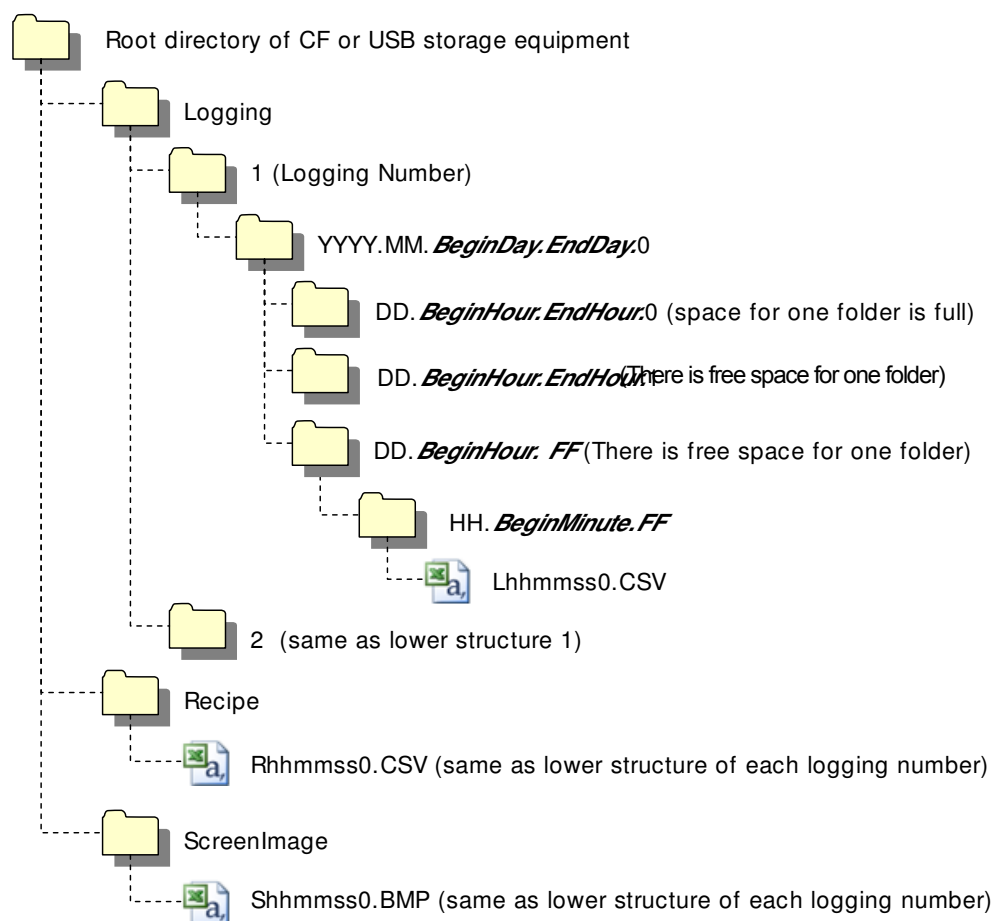 Root directory of CF or USB storage equipment
Logging
1 (Logging Number)
YYYY.MM.BeginDay.EndDay.0
DD.BeginHour.EndHour.0 (space for one folder is full)
DD.BeginHour.EndHour.1 (There is free space for one folder)
DD.BeginHour. FF (There is free space for one folder)
HH.BeginMinute.FF
Lhhmmss0.CSV
2 (same as lower structure 1)
Recipe
Rhhmmss0.CSV (same as lower structure of each logging number)
ScreenImage
Shhmmss0.BMP (same as lower structure of each logging number)